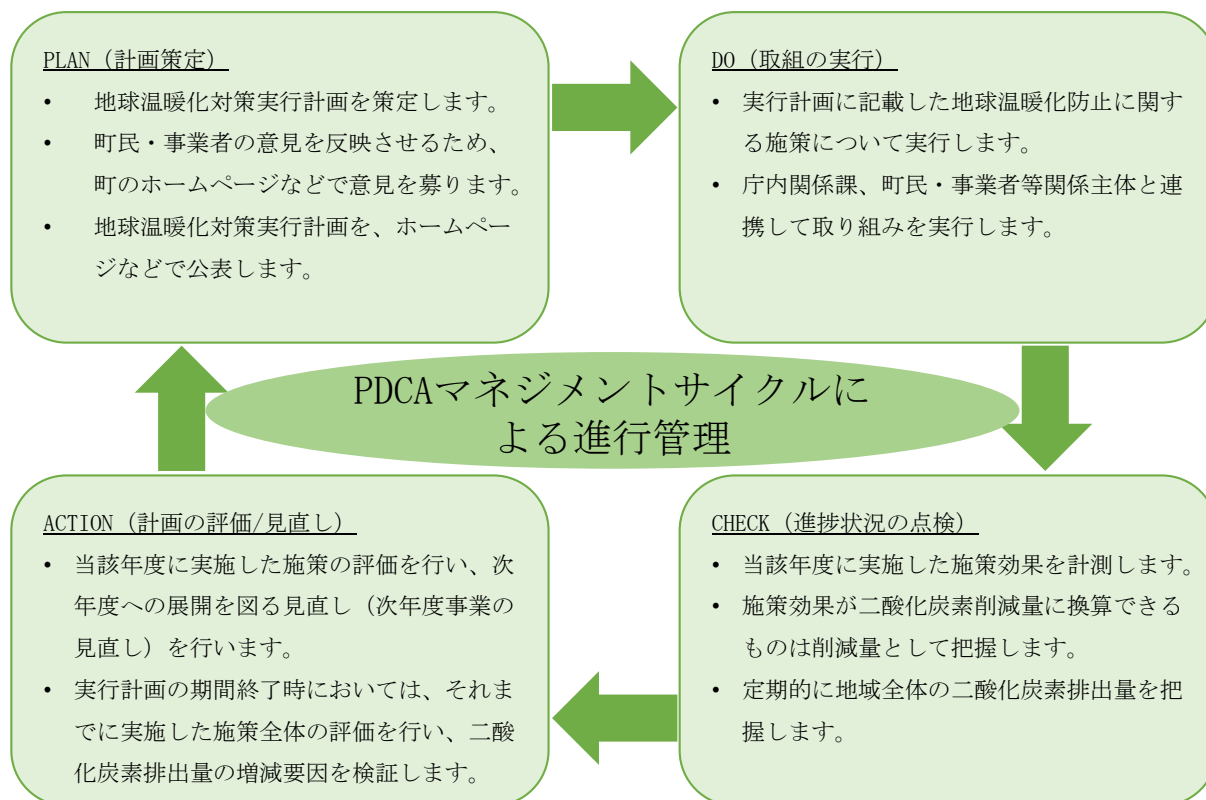 PLAN（計画策定）
• 地球温暖化対策実行計画を策定します。
• 町民・事業者の意見を反映させるため、
町のホームページなどで意見を募ります。
• 地球温暖化対策実行計画を、ホームペー
ジなどで公表します。
DO（取組の実行）
• 実行計画に記載した地球温暖化防止に関す
る施策について実行します。
• 庁内関係課、町民・事業者等関係主体と連
携して取り組みを実行します。
PDCAマネジメントサイクルに
よる進行管理
ACTION（計画の評価/見直し）
• 当該年度に実施した施策の評価を行い、次
年度への展開を図る見直し（次年度事業の
見直し）を行います。
• 実行計画の期間終了時においては、それま
でに実施した施策全体の評価を行い、二酸
化炭素排出量の増減要因を検証します。
CHECK（進捗状況の点検）
• 当該年度に実施した施策効果を計測します。
• 施策効果が二酸化炭素削減量に換算できる
ものは削減量として把握します。
• 定期的に地域全体の二酸化炭素排出量を把
握します。